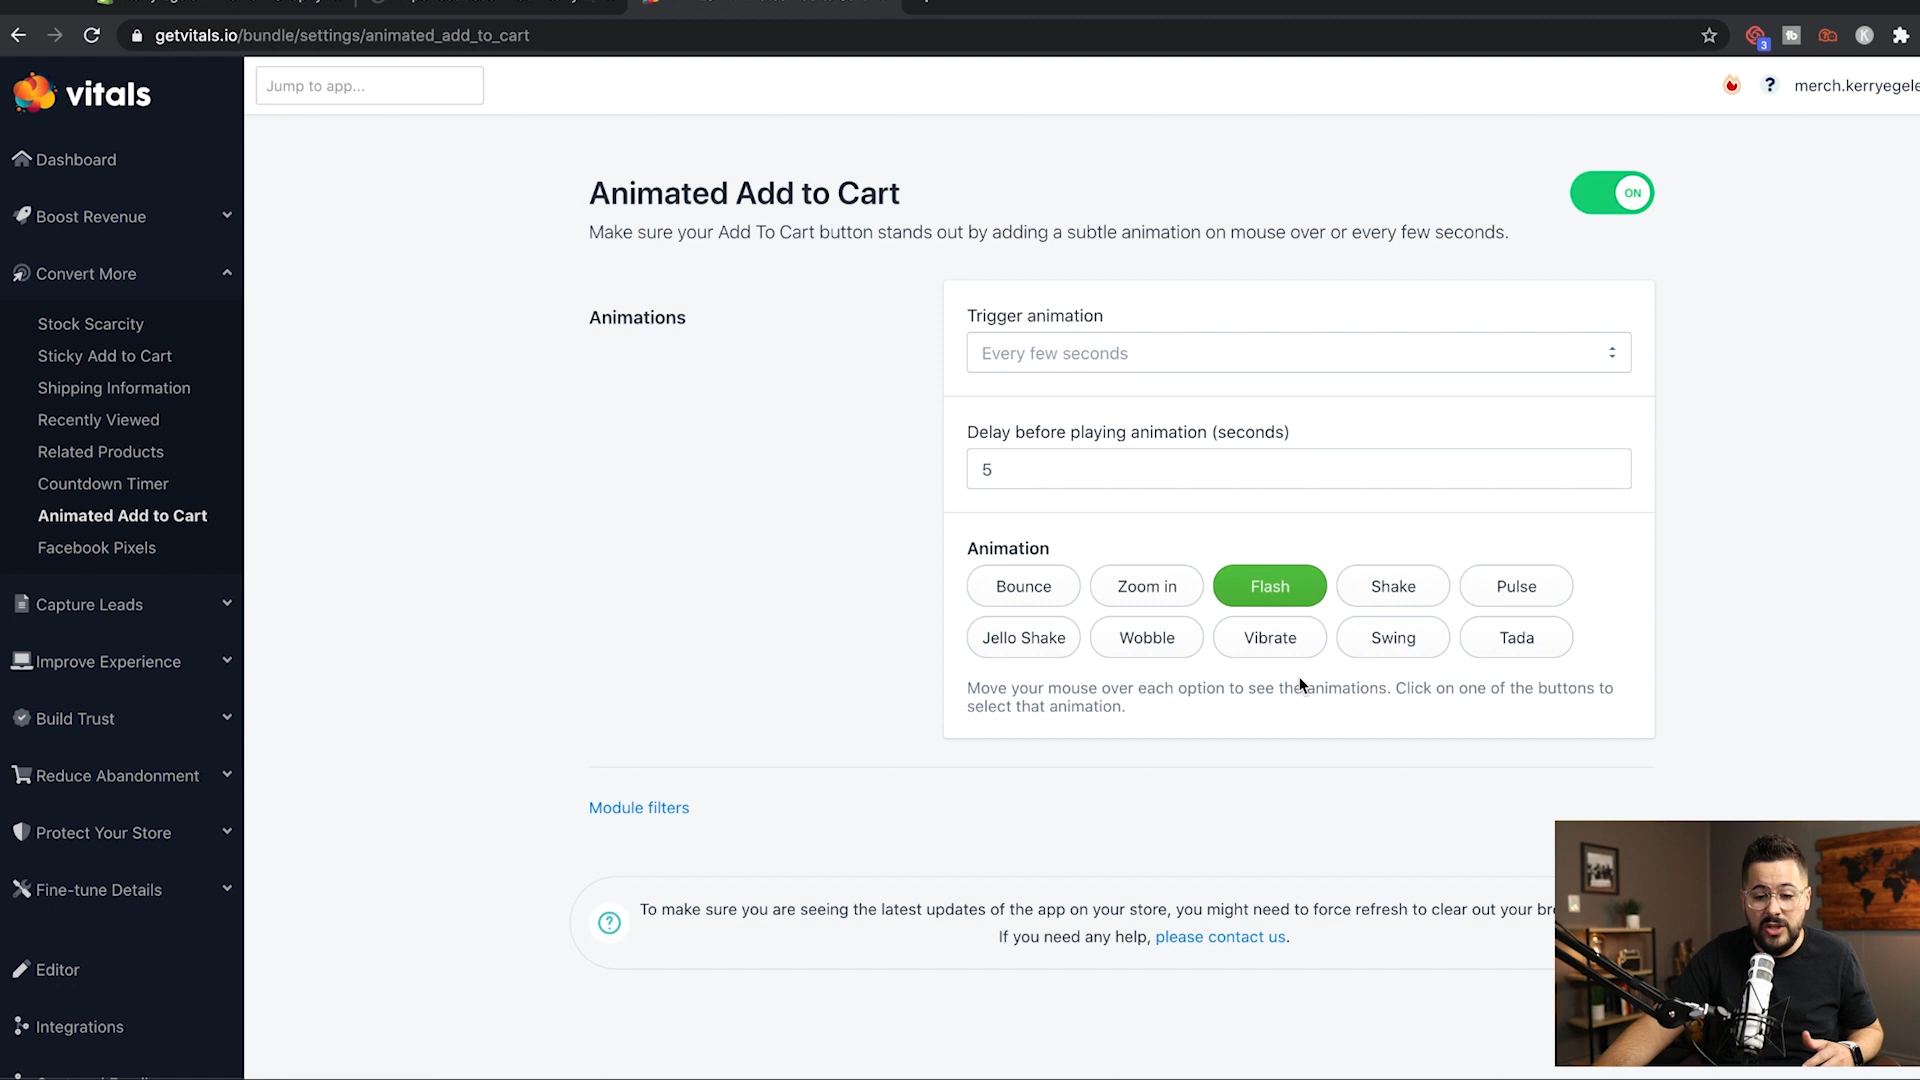 getvitals.io/bundle/settings/animated_add_to_cart
3
tb
K
vitals
Jump to app...
?
merch.kerryegele
Dashboard
Boost Revenue
Convert More
Stock Scarcity
Sticky Add to Cart
Shipping Information
Recently Viewed
Related Products
Countdown Timer
Animated Add to Cart
Facebook Pixels
Capture Leads
Improve Experience
Build Trust
Reduce Abandonment
Protect Your Store
Fine-tune Details
Editor
Integrations
Animated Add to Cart
ON
Make sure your Add To Cart button stands out by adding a subtle animation on mouse over or every few seconds.
Animations
Trigger animation
Every few seconds
Delay before playing animation (seconds)
5
Animation
Bounce Zoom in Flash Shake Pulse
Jello Shake Wobble Vibrate Swing Tada
Move your mouse over each option to see the animations. Click on one of the buttons to
select that animation.
Module filters
?
To make sure you are seeing the latest updates of the app on your store, you might need to force refresh to clear out your br
If you need any help, please contact us.